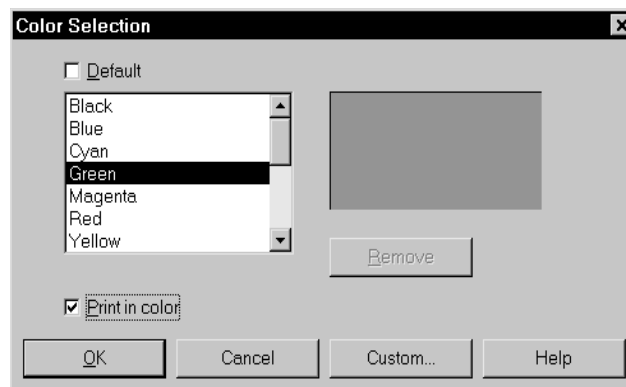 Color Selection
Default
Black
Blue
Cyan
Green
Magenta
Red
Yellow
Remove
Print in color
OK Cancel Custom... Help